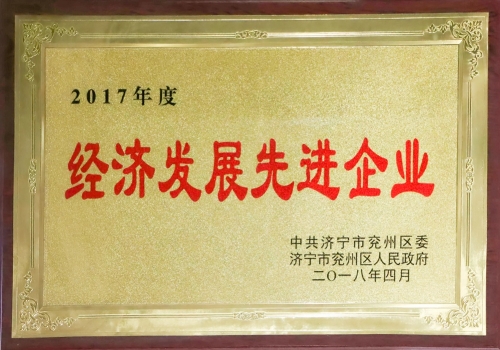 2017年度
经济发展先进企业
中共济宁市兖州区委
济宁市兖州区人民政府
二〇一八年四月